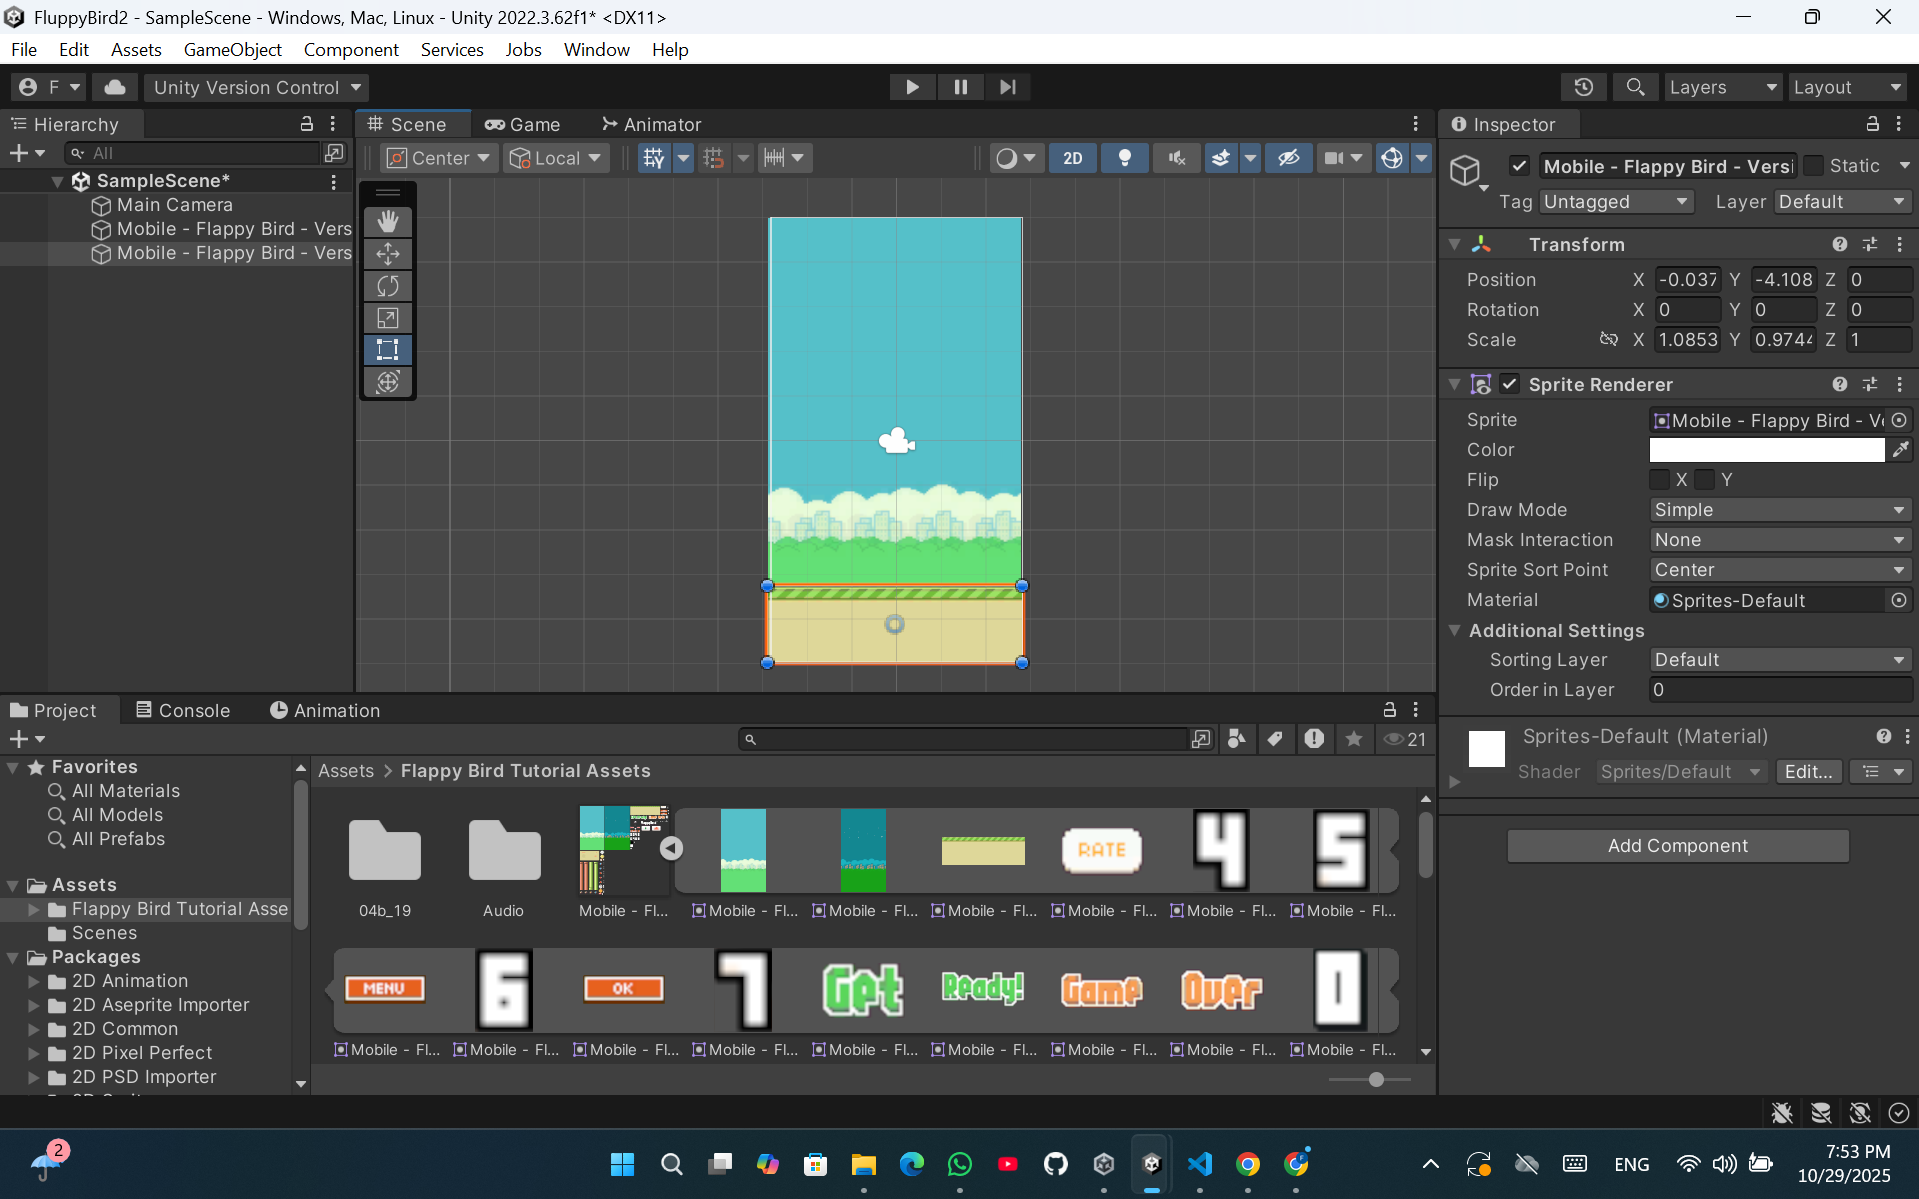 FluppyBird2 - SampleScene - Windows, Mac, Linux - Unity 2022.3.62f1* <DX11>
File Edit Assets GameObject Component Services Jobs Window Help
F Unity Version Control Layers Layout
Hierarchy
All
SampleScene*
Main Camera
Mobile - Flappy Bird - Vers
Mobile - Flappy Bird - Vers
Scene Game Animator
Center Local 2D
Inspector
Mobile - Flappy Bird - Versi Static
Tag Untagged Layer Default
Transform
Position X -0.037 Y -4.108 Z 0
Rotation X 0 Y 0 Z 0
Scale X 1.0853 Y 0.9744 Z 1
Sprite Renderer
Sprite Mobile - Flappy Bird - Ve
Color
Flip X Y
Draw Mode Simple
Mask Interaction None
Sprite Sort Point Center
Material Sprites-Default
Additional Settings
Sorting Layer Default
Order in Layer 0
Sprites-Default (Material)
Shader Sprites/Default Edit...
Add Component
Project Console Animation
21
Favorites
All Materials
All Models
All Prefabs
Assets
Flappy Bird Tutorial Asse
Scenes
Packages
2D Animation
2D Aseprite Importer
2D Common
2D Pixel Perfect
2D PSD Importer
Assets > Flappy Bird Tutorial Assets
RATE 4 5
04b_19 Audio Mobile - Fl... Mobile - Fl... Mobile - Fl... Mobile - Fl... Mobile - Fl... Mobile - Fl... Mobile - Fl...
MENU 6 OK 7 Get Ready! Game Over 0
Mobile - Fl... Mobile - Fl... Mobile - Fl... Mobile - Fl... Mobile - Fl... Mobile - Fl... Mobile - Fl... Mobile - Fl... Mobile - Fl...
2
ENG
7:53 PM
10/29/2025